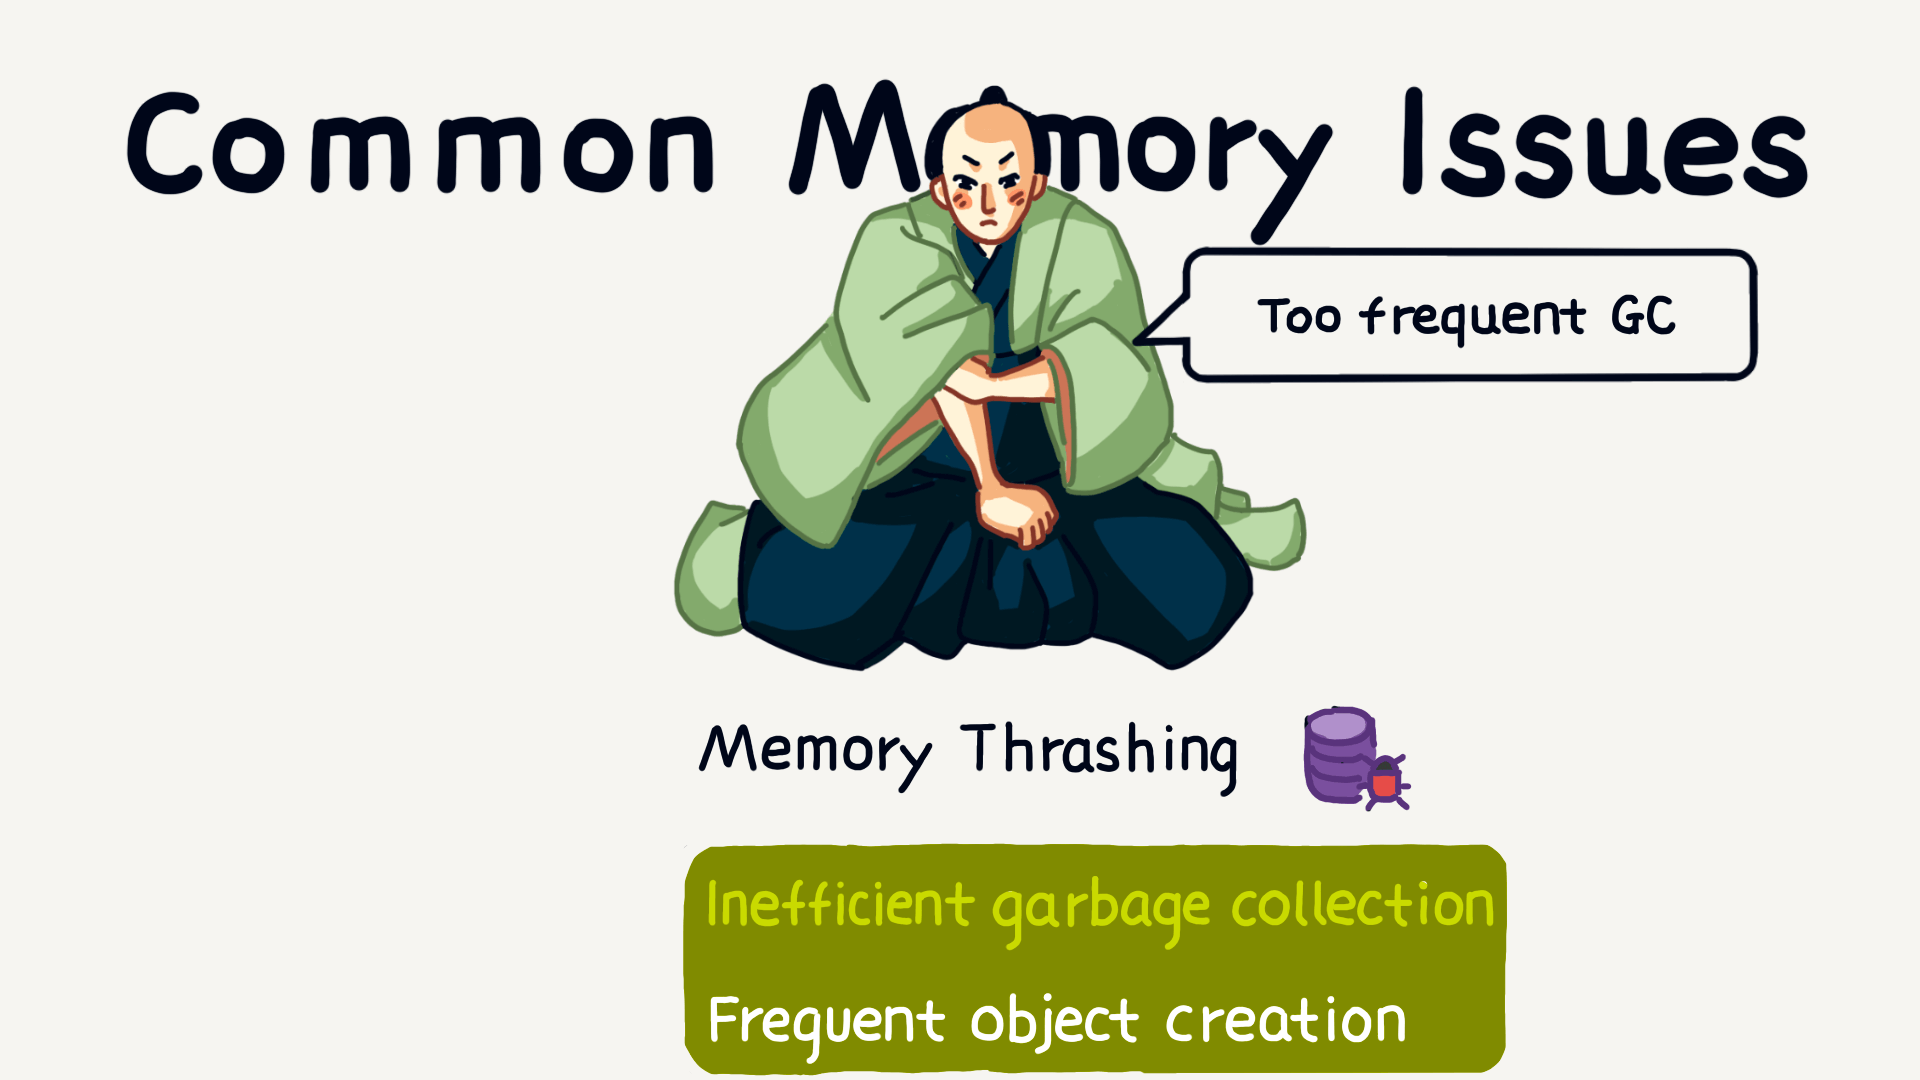 Common Memory Issues
Too frequent GC
Memory Thrashing
Inefficient garbage collection
Frequent object creation